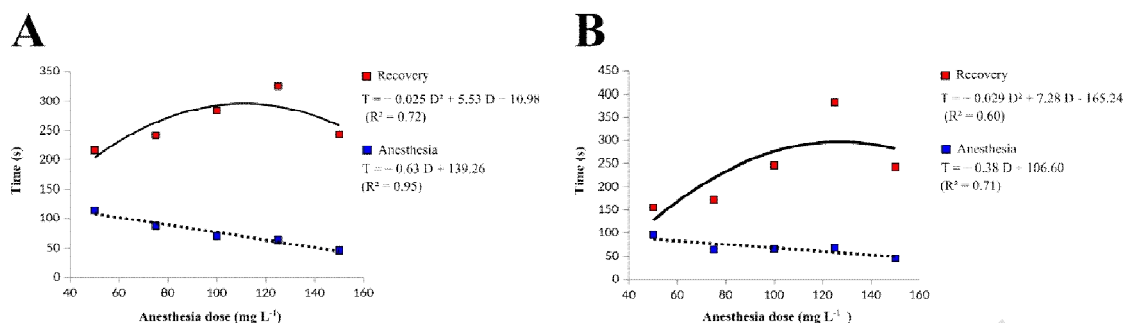 A
350
300
250
200
150
100
50
0
Time (s)
40 60 80 100 120 140 160
Anesthesia dose (mg L⁻¹)
Recovery
T = − 0.025 D² + 5.53 D − 10.98
(R² = 0.72)
Anesthesia
T = − 0.63 D + 139.26
(R² = 0.95)
B
450
400
350
300
250
200
150
100
50
0
Time (s)
40 60 80 100 120 140 160
Anesthesia dose (mg L⁻¹ )
Recovery
T = − 0.029 D² + 7.28 D - 165.24
(R² = 0.60)
Anesthesia
T = − 0.38 D + 106.60
(R² = 0.71)